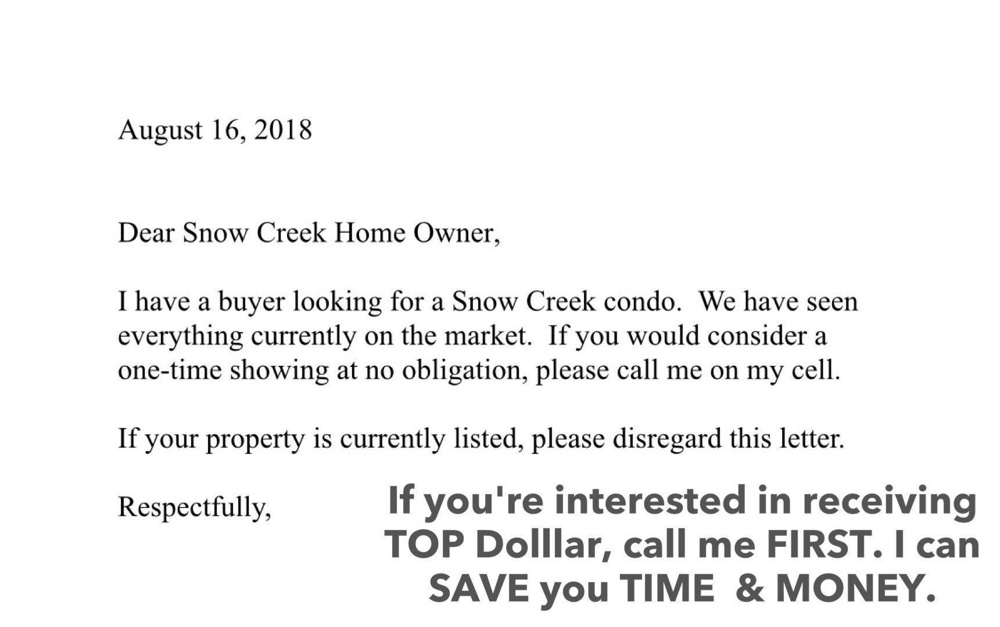 August 16, 2018
Dear Snow Creek Home Owner,
I have a buyer looking for a Snow Creek condo.  We have seen
everything currently on the market.  If you would consider a
one-time showing at no obligation, please call me on my cell.
If your property is currently listed, please disregard this letter.
Respectfully,
If you're interested in receiving
TOP Dolllar, call me FIRST. I can
SAVE you TIME  & MONEY.